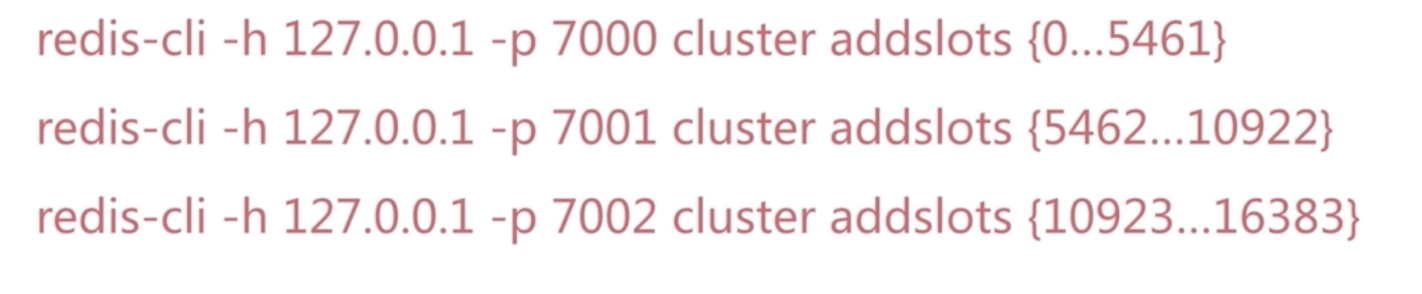 redis-cli -h 127.0.0.1 -p 7000 cluster addslots {0...5461}
redis-cli -h 127.0.0.1 -p 7001 cluster addslots {5462...10922}
redis-cli -h 127.0.0.1 -p 7002 cluster addslots {10923...16383}